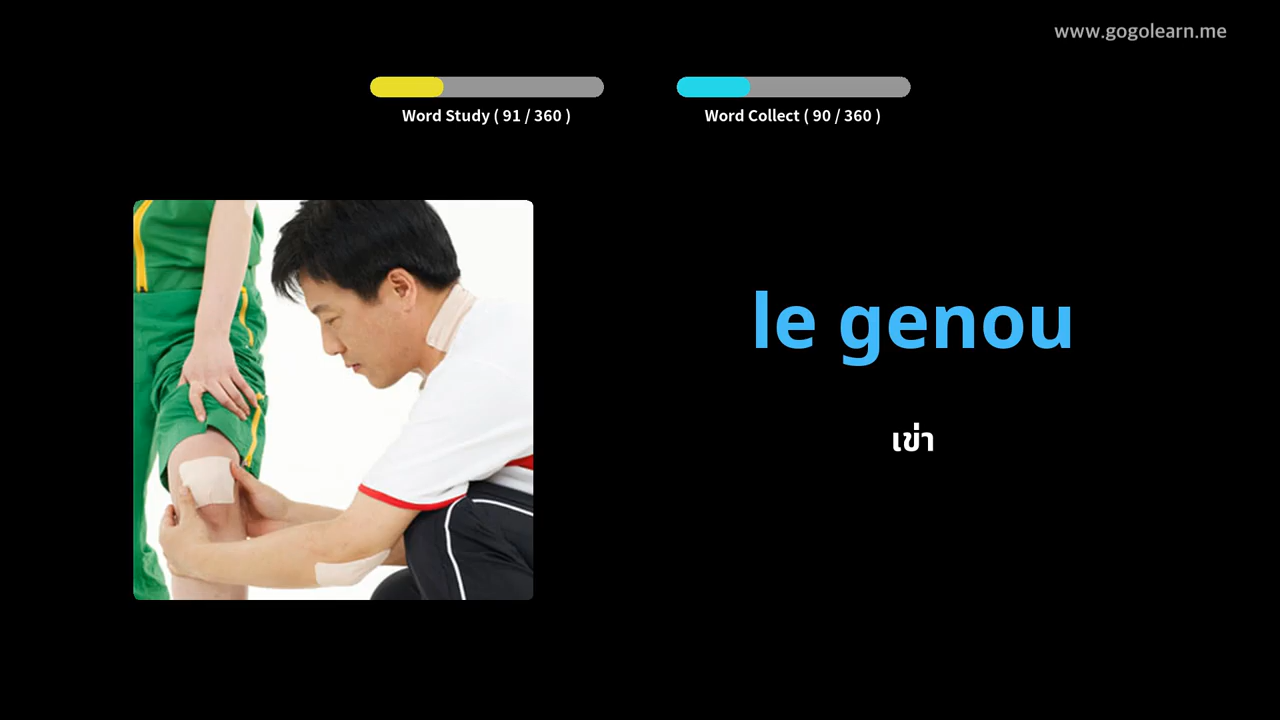 www.gogolearn.me
Word Study ( 91 / 360 )
Word Collect ( 90 / 360 )
le genou
เข่า